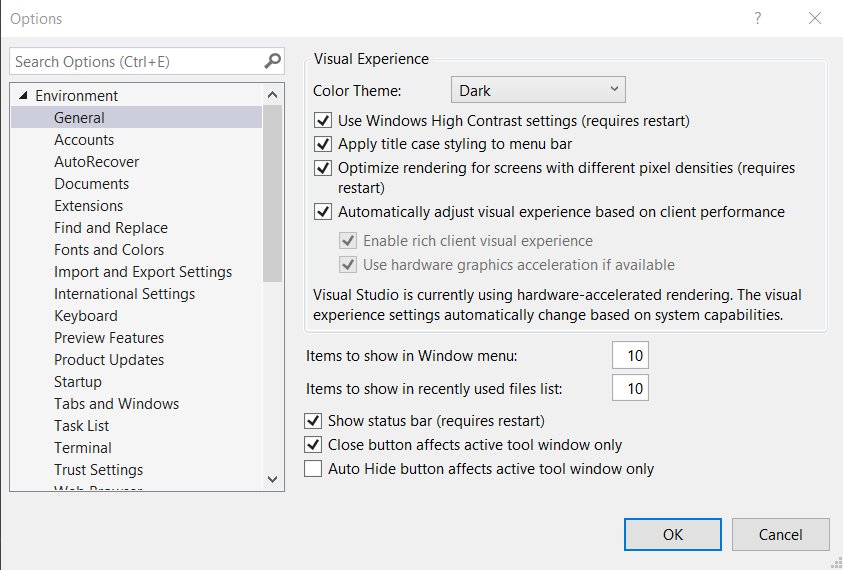 Options
?
Search Options (Ctrl+E)
Environment
General
Accounts
AutoRecover
Documents
Extensions
Find and Replace
Fonts and Colors
Import and Export Settings
International Settings
Keyboard
Preview Features
Product Updates
Startup
Tabs and Windows
Task List
Terminal
Trust Settings
Web Browser
Visual Experience
Color Theme: Dark
Use Windows High Contrast settings (requires restart)
Apply title case styling to menu bar
Optimize rendering for screens with different pixel densities (requires
restart)
Automatically adjust visual experience based on client performance
Enable rich client visual experience
Use hardware graphics acceleration if available
Visual Studio is currently using hardware-accelerated rendering. The visual
experience settings automatically change based on system capabilities.
Items to show in Window menu: 10
Items to show in recently used files list: 10
Show status bar (requires restart)
Close button affects active tool window only
Auto Hide button affects active tool window only
OK
Cancel